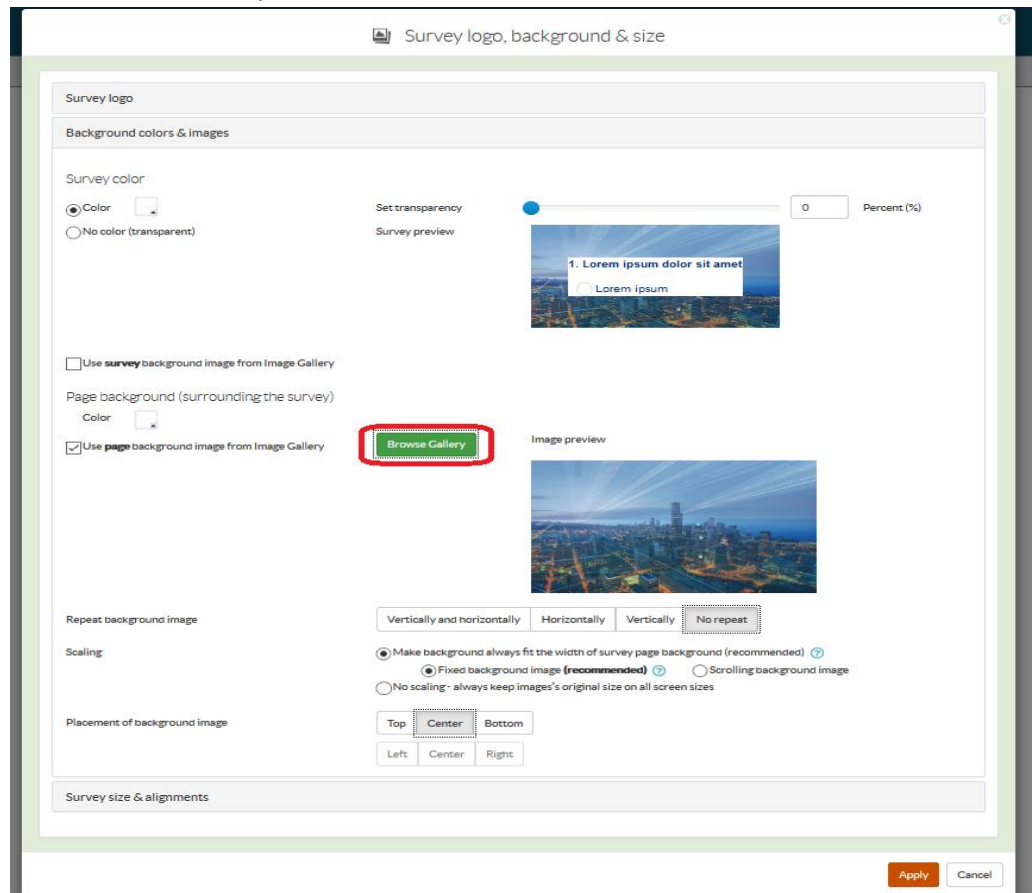 Survey logo, background & size
Survey logo
Background colors & images
Survey color
Color
Set transparency
0
Percent (%)
No color (transparent)
Survey preview
1. Lorem ipsum dolor sit amet
Lorem ipsum
Use survey background image from Image Gallery
Page background (surrounding the survey)
Color
Use page background image from Image Gallery
Browse Gallery
Image preview
Repeat background image
Vertically and horizontally
Horizontally
Vertically
No repeat
Scaling
Make background always fit the width of survey page background (recommended) ?
Fixed background image (recommended) ?
Scrolling background image
No scaling - always keep images's original size on all screen sizes
Placement of background image
Top
Center
Bottom
Left
Center
Right
Survey size & alignments
Apply
Cancel